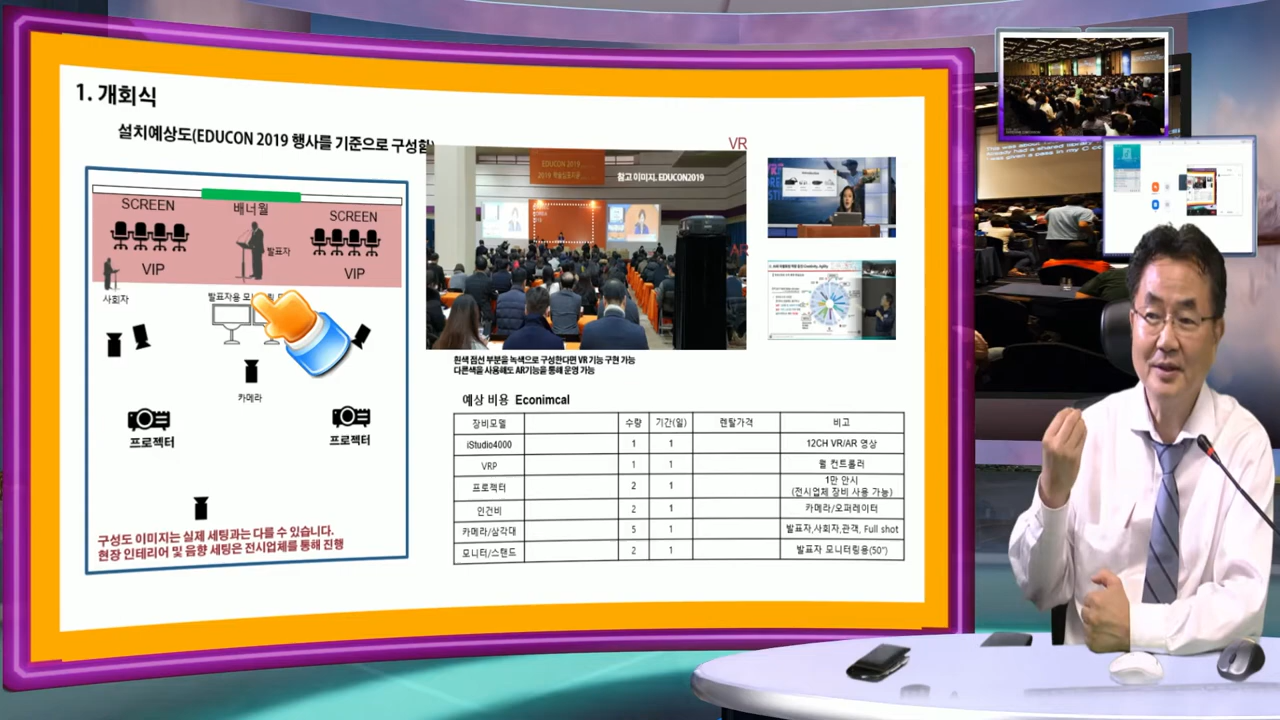 1. 개회식
설치예상도(EDUCON 2019 행사를 기준으로 구성함)
SCREEN
배너월
SCREEN
발표자
VIP
VIP
사회자
발표자용 모
카메라
프로젝터
프로젝터
구성도 이미지는 실제 세팅과는 다를 수 있습니다.
현장 인테리어 및 음향 세팅은 전시업체를 통해 진행
EDUCON 2019
참고 이미지. EDUCON2019
VR
흰색 점선 부분을 녹색으로 구성한다면 VR 기능 구현 가능
다른색을 사용해도 AR기능을 통해 운영 가능
예상 비용 Econimcal
장비모델 수량 기간(일) 렌탈가격 비고
iStudio4000 1 1 12CH VR/AR 영상
VRP 1 1 월 컨트롤러
프로젝터 2 1 1만 안시
(전시업체 장비 사용 가능)
인건비 2 1 카메라/오퍼레이터
카메라/삼각대 5 1 발표자,사회자,관객, Full shot
모니터/스탠드 2 1 발표자 모니터링용(50")